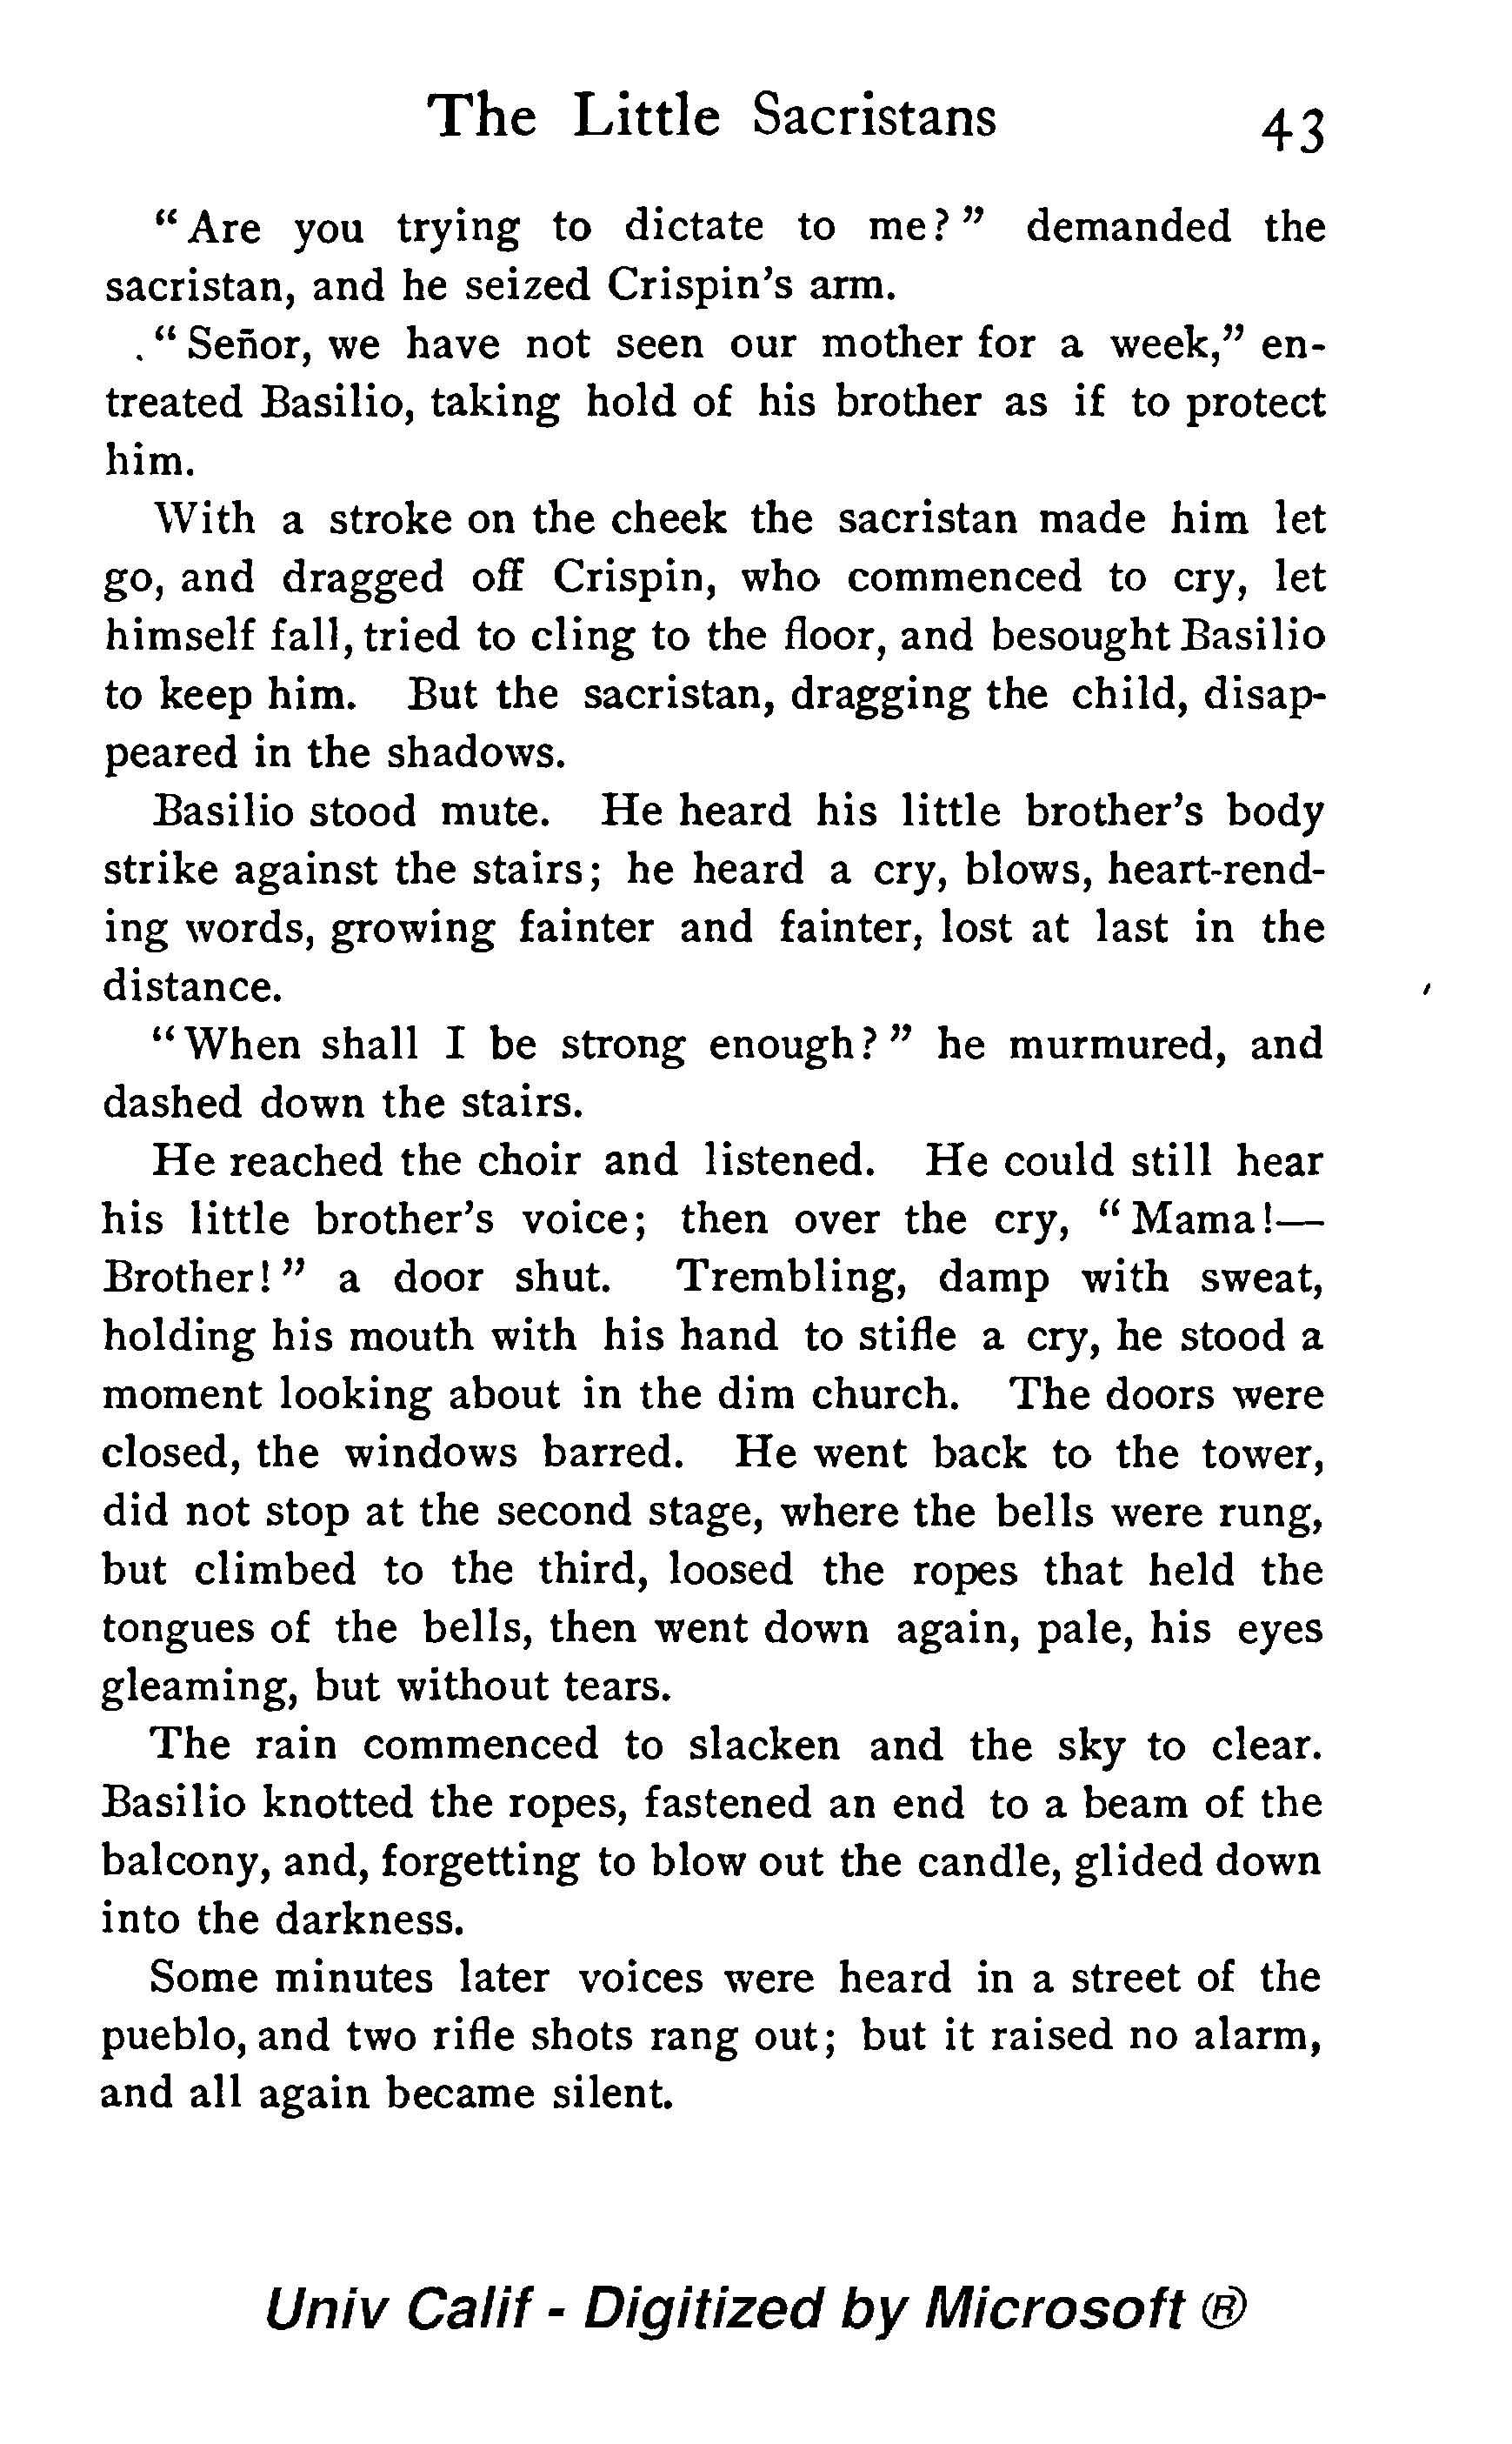 The Little Sacristans 43
"Are you trying to dictate to me?" demanded the
sacristan, and he seized Crispin's arm.
."Señor, we have not seen our mother for a week," en-
treated Basilio, taking hold of his brother as if to protect
him.
With a stroke on the cheek the sacristan made him let
go, and dragged off Crispin, who commenced to cry, let
himself fall, tried to cling to the floor, and besought Basilio
to keep him. But the sacristan, dragging the child, disap-
peared in the shadows.
Basilio stood mute. He heard his little brother's body
strike against the stairs; he heard a cry, blows, heart-rend-
ing words, growing fainter and fainter, lost at last in the
distance.
"When shall I be strong enough?" he murmured, and
dashed down the stairs.
He reached the choir and listened. He could still hear
his little brother's voice; then over the cry, "Mama!—
Brother!" a door shut. Trembling, damp with sweat,
holding his mouth with his hand to stifle a cry, he stood a
moment looking about in the dim church. The doors were
closed, the windows barred. He went back to the tower,
did not stop at the second stage, where the bells were rung,
but climbed to the third, loosed the ropes that held the
tongues of the bells, then went down again, pale, his eyes
gleaming, but without tears.
The rain commenced to slacken and the sky to clear.
Basilio knotted the ropes, fastened an end to a beam of the
balcony, and, forgetting to blow out the candle, glided down
into the darkness.
Some minutes later voices were heard in a street of the
pueblo, and two rifle shots rang out; but it raised no alarm,
and all again became silent.
Univ Calif - Digitized by Microsoft ®